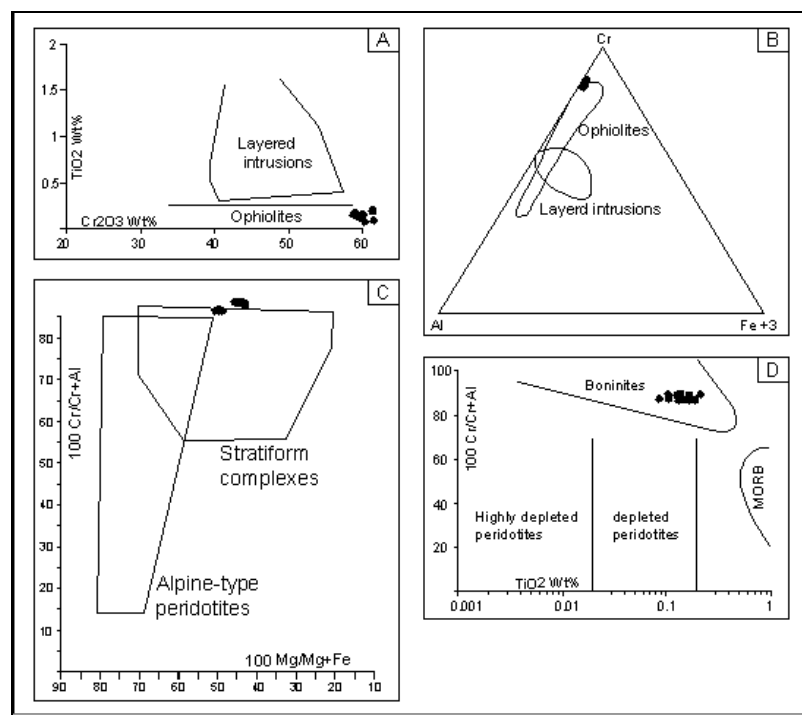 A
2
1.5
1
0.5
TiO2 Wt%
Layered
intrusions
Ophiolites
Cr2O3 Wt%
20
30
40
50
60
B
Cr
Ophiolites
Layerd intrusions
Al
Fe +3
C
80
70
60
50
40
30
20
10
100 Cr/Cr+Al
Stratiform
complexes
Alpine-type
peridotites
100 Mg/Mg+Fe
90
80
70
60
50
40
30
20
10
D
100
80
60
40
20
100 Cr/Cr+Al
Boninites
MORB
Highly depleted
peridotites
depleted
peridotites
TiO2 Wt%
0.001
0.01
0.1
1